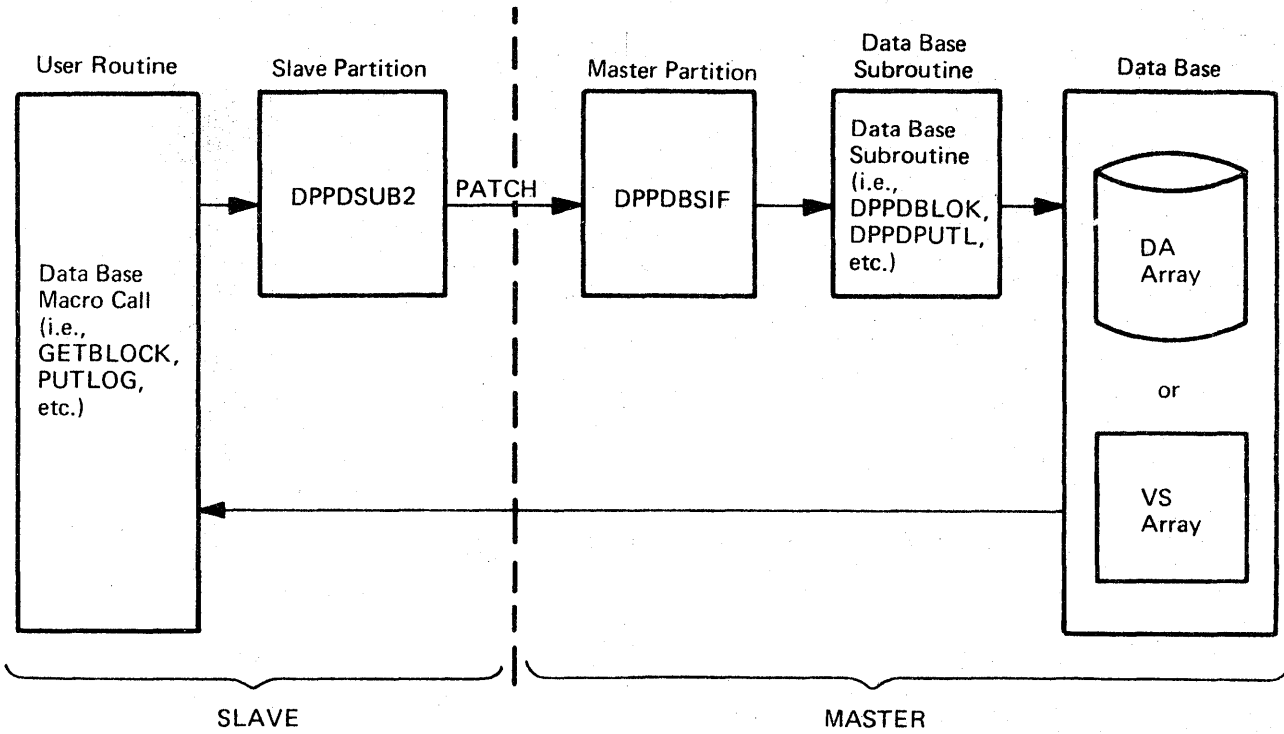 User Routine
Slave Partition
Master Partition
Data Base
Subroutine
Data Base
Data Base
Macro Call
(i.e.,
GETBLOCK,
PUTLOG,
etc.)
DPPDSUB2
PATCH
DPPDBSIF
Data Base
Subroutine
(i.e.,
DPPDBLOK,
DPPDPUTL,
etc.)
DA
Array
or
VS
Array
SLAVE
MASTER